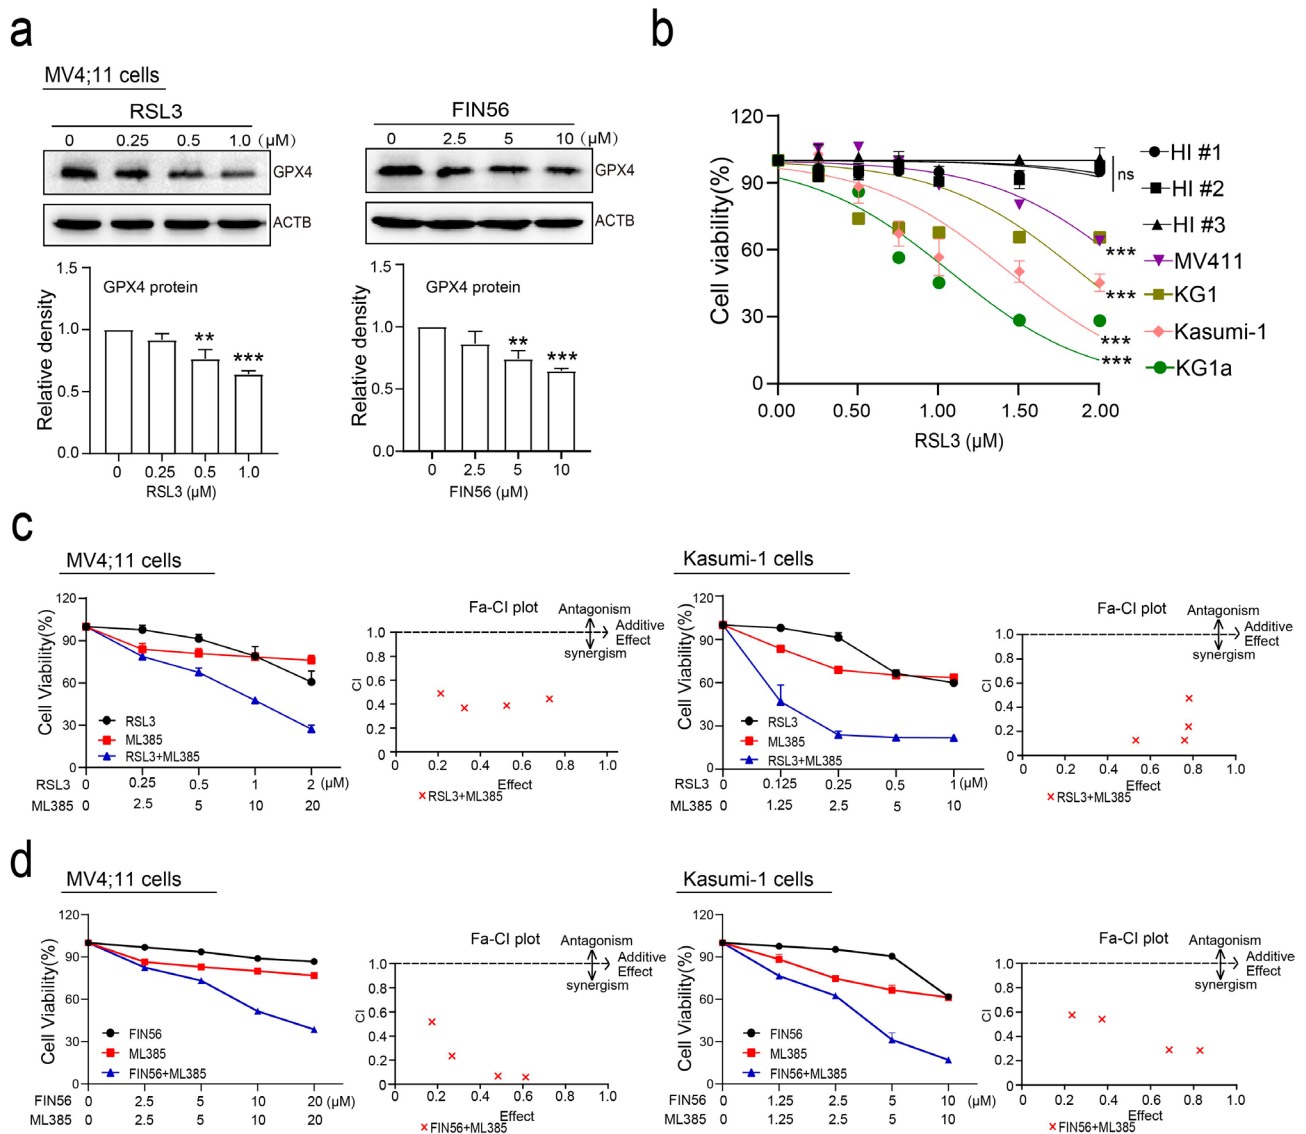 a
MV4;11 cells
RSL3
0 0.25 0.5 1.0 (μM)
GPX4
ACTB
FIN56
0 2.5 5 10 (μM)
GPX4
ACTB
1.5
1.0
0.5
0.0
Relative density
GPX4 protein
** ***
0 0.25 0.5 1.0
RSL3 (μM)
1.5
1.0
0.5
0.0
Relative density
GPX4 protein
** ***
0 2.5 5 10
FIN56 (μM)
b
120
90
60
30
0
Cell viability(%)
0.00 0.50 1.00 1.50 2.00
RSL3 (μM)
ns
***
***
***
***
HI #1
HI #2
HI #3
MV411
KG1
Kasumi-1
KG1a
c
MV4;11 cells
120
90
60
30
0
Cell Viability(%)
RSL3
ML385
RSL3+ML385
RSL3 0 0.25 0.5 1 2 (μM)
ML385 0 2.5 5 10 20
Fa-CI plot
Antagonism
Additive
Effect
synergism
1.0
0.8
0.6
0.4
0.2
0
CI
0 0.2 0.4 0.6 0.8 1.0
Effect
RSL3+ML385
Kasumi-1 cells
120
90
60
30
0
Cell Viability(%)
RSL3
ML385
RSL3+ML385
RSL3 0 0.125 0.25 0.5 1 (μM)
ML385 0 1.25 2.5 5 10
Fa-CI plot
Antagonism
Additive
Effect
synergism
1.0
0.8
0.6
0.4
0.2
0
CI
0 0.2 0.4 0.6 0.8 1.0
Effect
RSL3+ML385
d
MV4;11 cells
120
90
60
30
0
Cell Viability(%)
FIN56
ML385
FIN56+ML385
FIN56 0 2.5 5 10 20 (μM)
ML385 0 2.5 5 10 20
Fa-CI plot
Antagonism
Additive
Effect
synergism
1.0
0.8
0.6
0.4
0.2
0
CI
0 0.2 0.4 0.6 0.8 1.0
Effect
FIN56+ML385
Kasumi-1 cells
120
90
60
30
0
Cell Viability(%)
FIN56
ML385
FIN56+ML385
FIN56 0 1.25 2.5 5 10 (μM)
ML385 0 1.25 2.5 5 10
Fa-CI plot
Antagonism
Additive
Effect
synergism
1.0
0.8
0.6
0.4
0.2
0
CI
0 0.2 0.4 0.6 0.8 1.0
Effect
FIN56+ML385